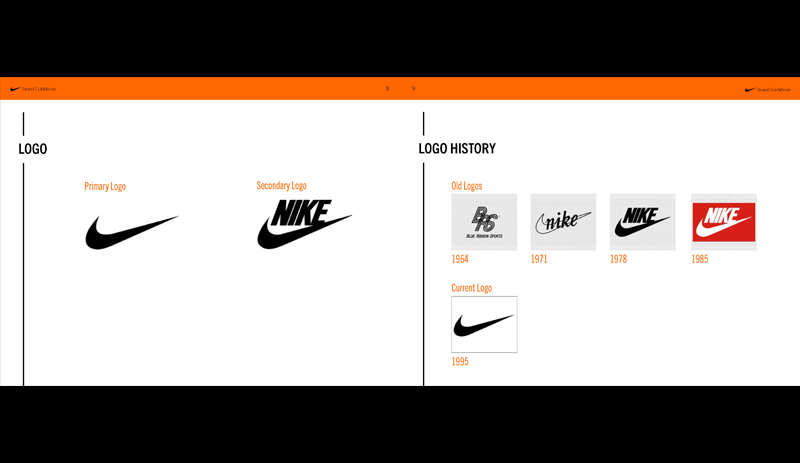 Brand Guidebook
8
9
Brand Guidebook
LOGO
Primary Logo
Secondary Logo
NIKE
LOGO HISTORY
Old Logos
BRS
BLUE RIBBON SPORTS
nike
NIKE
NIKE
1964
1971
1978
1985
Current Logo
1995